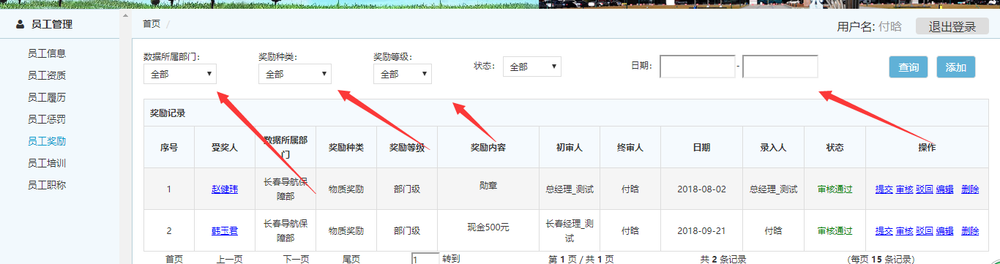 员工管理
首页 /
用户名: 付晗
退出登录
员工信息
员工资质
员工履历
员工惩罚
员工奖励
员工培训
员工职称
数据所属部门：
全部
奖励种类：
全部
奖励等级：
全部
状态：
全部
日期：
-
查询
添加
奖励记录
序号 受奖人 数据所属部门 奖励种类 奖励等级 奖励内容 初审人 终审人 日期 录入人 状态 操作
1 赵健玮 长春导航保障部 物质奖励 部门级 勋章 总经理_测试 付晗 2018-08-02 总经理_测试 审核通过 提交 审核 驳回 编辑 删除
2 韩玉君 长春导航保障部 物质奖励 部门级 现金500元 长春经理_测试 付晗 2018-09-21 付晗 审核通过 提交 审核 驳回 编辑 删除
首页 上一页 下一页 尾页 1 转到 第 1 页 / 共 1 页 共 2 条记录 (每页 15 条记录)